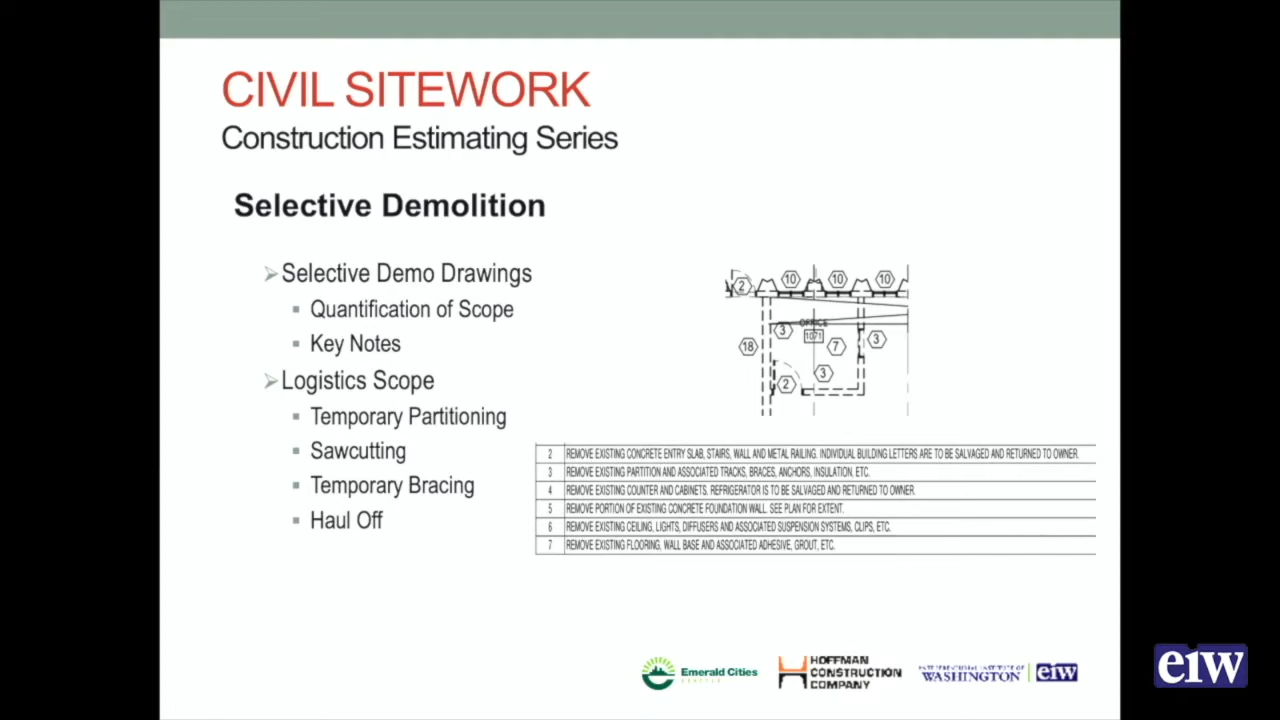 CIVIL SITEWORK
Construction Estimating Series
Selective Demolition
Selective Demo Drawings
Quantification of Scope
Key Notes
Logistics Scope
Temporary Partitioning
Sawcutting
Temporary Bracing
Haul Off
2 10 10 10
OFFICE
3 1071
18 7 3
3
2
2 REMOVE EXISTING CONCRETE ENTRY SLAB, STAIRS, WALL AND METAL RAILING. INDIVIDUAL BUILDING LETTERS ARE TO BE SALVAGED AND RETURNED TO OWNER.
3 REMOVE EXISTING PARTITION AND ASSOCIATED TRACKS, BRACES, ANCHORS, INSULATION, ETC.
4 REMOVE EXISTING COUNTER AND CABINETS. REFRIGERATOR IS TO BE SALVAGED AND RETURNED TO OWNER.
5 REMOVE PORTION OF EXISTING CONCRETE FOUNDATION WALL. SEE PLAN FOR EXTENT.
6 REMOVE EXISTING CEILING, LIGHTS, DIFFUSERS AND ASSOCIATED SUSPENSION SYSTEMS, CLIPS, ETC.
7 REMOVE EXISTING FLOORING, WALL BASE AND ASSOCIATED ADHESIVE, GROUT, ETC.
Emerald Cities
HOFFMAN
CONSTRUCTION
COMPANY
WASHINGTON
eiw
eiw